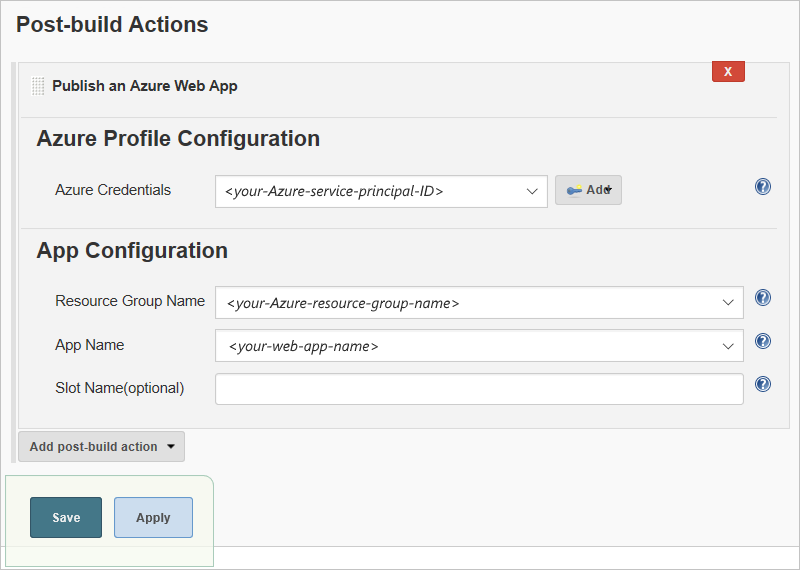 Post-build Actions
X
Publish an Azure Web App
Azure Profile Configuration
Azure Credentials <your-Azure-service-principal-ID> Add ?
App Configuration
Resource Group Name <your-Azure-resource-group-name> ?
App Name <your-web-app-name> ?
Slot Name(optional) ?
Add post-build action
Save Apply